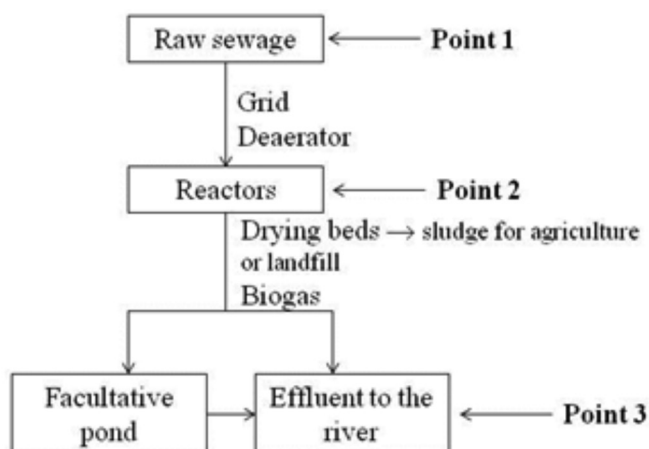 Raw sewage
Point 1
Grid
Deaerator
Reactors
Point 2
Drying beds → sludge for agriculture
or landfill
Biogas
Facultative
pond
Effluent to the
river
Point 3